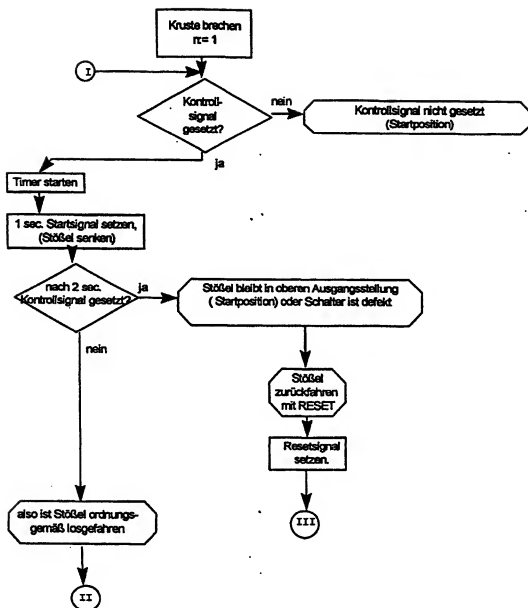 Kruste brechen
n:= 1
I
Kontroll-
signal
gesetzt?
nein
Kontrollsignal nicht gesetzt
(Startposition)
ja
Timer starten
1 sec. Startsignal setzen,
(Stößel senken)
nach 2 sec.
Kontrollsignal gesetzt?
ja
Stößel bleibt in oberen Ausgangsstellung
( Startposition) oder Schalter ist defekt
nein
Stößel
zurückfahren
mit RESET
Resetsignal
setzen.
III
also ist Stößel ordnungs-
gemäß losgefahren
II